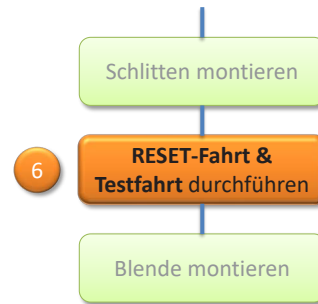 Schlitten montieren
6
RESET-Fahrt &
Testfahrt durchführen
Blende montieren